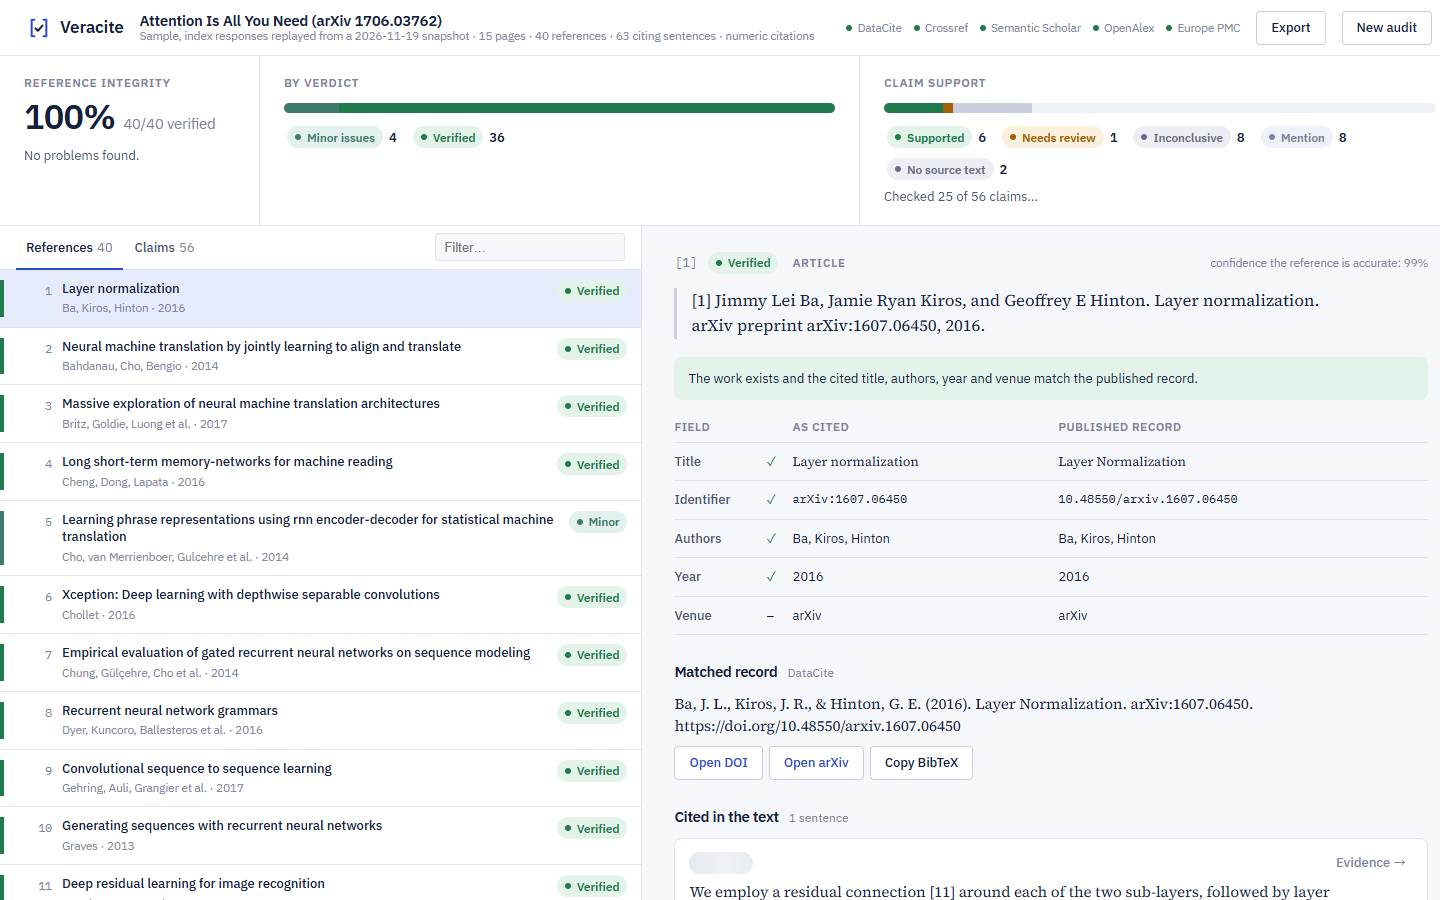 Veracite
Attention Is All You Need (arXiv 1706.03762)
Sample, index responses replayed from a 2026-11-19 snapshot · 15 pages · 40 references · 63 citing sentences · numeric citations
DataCite
Crossref
Semantic Scholar
OpenAlex
Europe PMC
Export
New audit
REFERENCE INTEGRITY
100% 40/40 verified
No problems found.
BY VERDICT
Minor issues 4 Verified 36
CLAIM SUPPORT
Supported 6 Needs review 1 Inconclusive 8 Mention 8
No source text 2
Checked 25 of 56 claims...
References 40 Claims 56
Filter...
1 Layer normalization Verified
Ba, Kiros, Hinton · 2016
2 Neural machine translation by jointly learning to align and translate Verified
Bahdanau, Cho, Bengio · 2014
3 Massive exploration of neural machine translation architectures Verified
Britz, Goldie, Luong et al. · 2017
4 Long short-term memory-networks for machine reading Verified
Cheng, Dong, Lapata · 2016
5 Learning phrase representations using rnn encoder-decoder for statistical machine Minor
translation
Cho, van Merrienboer, Gulcehre et al. · 2014
6 Xception: Deep learning with depthwise separable convolutions Verified
Chollet · 2016
7 Empirical evaluation of gated recurrent neural networks on sequence modeling Verified
Chung, Gülçehre, Cho et al. · 2014
8 Recurrent neural network grammars Verified
Dyer, Kuncoro, Ballesteros et al. · 2016
9 Convolutional sequence to sequence learning Verified
Gehring, Auli, Grangier et al. · 2017
10 Generating sequences with recurrent neural networks Verified
Graves · 2013
11 Deep residual learning for image recognition Verified
[1] Verified ARTICLE confidence the reference is accurate: 99%
[1] Jimmy Lei Ba, Jamie Ryan Kiros, and Geoffrey E Hinton. Layer normalization.
arXiv preprint arXiv:1607.06450, 2016.
The work exists and the cited title, authors, year and venue match the published record.
FIELD AS CITED PUBLISHED RECORD
Title ✓ Layer normalization Layer Normalization
Identifier ✓ arXiv:1607.06450 10.48550/arxiv.1607.06450
Authors ✓ Ba, Kiros, Hinton Ba, Kiros, Hinton
Year ✓ 2016 2016
Venue – arXiv arXiv
Matched record DataCite
Ba, J. L., Kiros, J. R., & Hinton, G. E. (2016). Layer Normalization. arXiv:1607.06450.
https://doi.org/10.48550/arxiv.1607.06450
Open DOI Open arXiv Copy BibTeX
Cited in the text 1 sentence
Evidence →
We employ a residual connection [11] around each of the two sub-layers, followed by layer